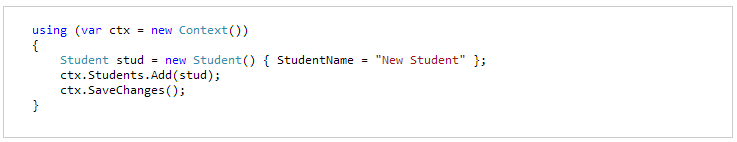 using (var ctx = new Context())
{
    Student stud = new Student() { StudentName = "New Student" };
    ctx.Students.Add(stud);
    ctx.SaveChanges();
}